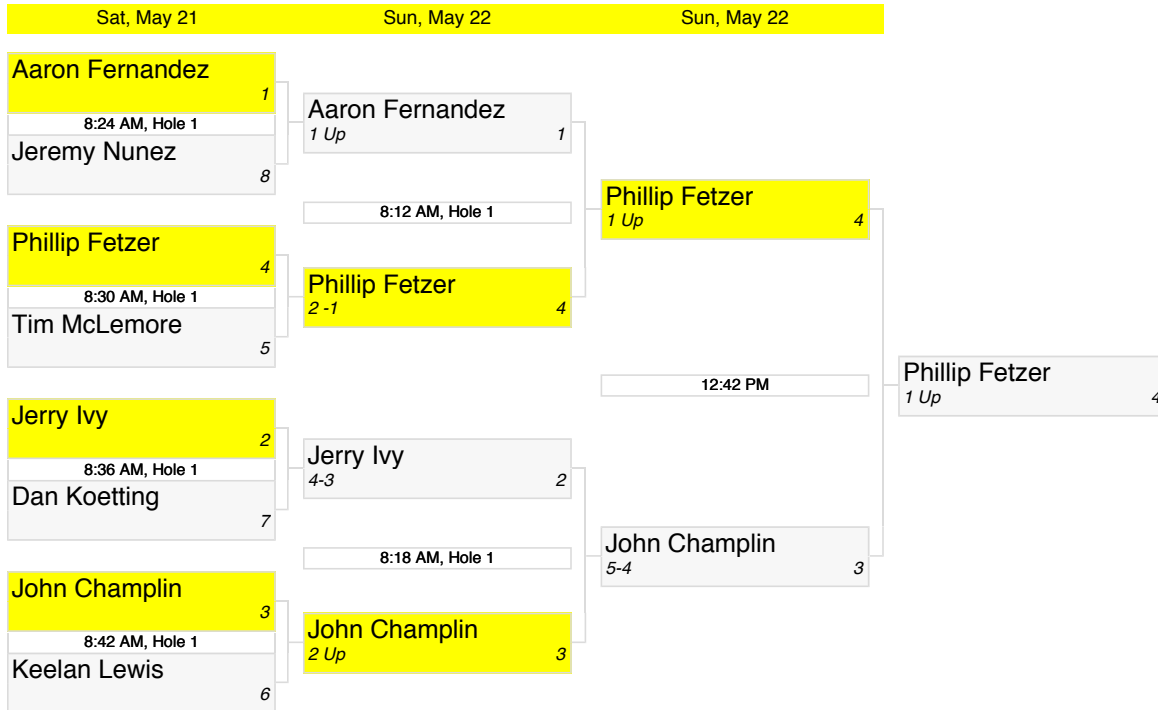 Sat, May 21
Sun, May 22
Sun, May 22
Aaron Fernandez
1
8:24 AM, Hole 1
Jeremy Nunez
8
Phillip Fetzer
4
8:30 AM, Hole 1
Tim McLemore
5
Jerry Ivy
2
8:36 AM, Hole 1
Dan Koetting
7
John Champlin
3
8:42 AM, Hole 1
Keelan Lewis
6
Aaron Fernandez
1 Up 1
8:12 AM, Hole 1
Phillip Fetzer
2 -1 4
Jerry Ivy
4-3 2
8:18 AM, Hole 1
John Champlin
2 Up 3
Phillip Fetzer
1 Up 4
12:42 PM
John Champlin
5-4 3
Phillip Fetzer
1 Up 4